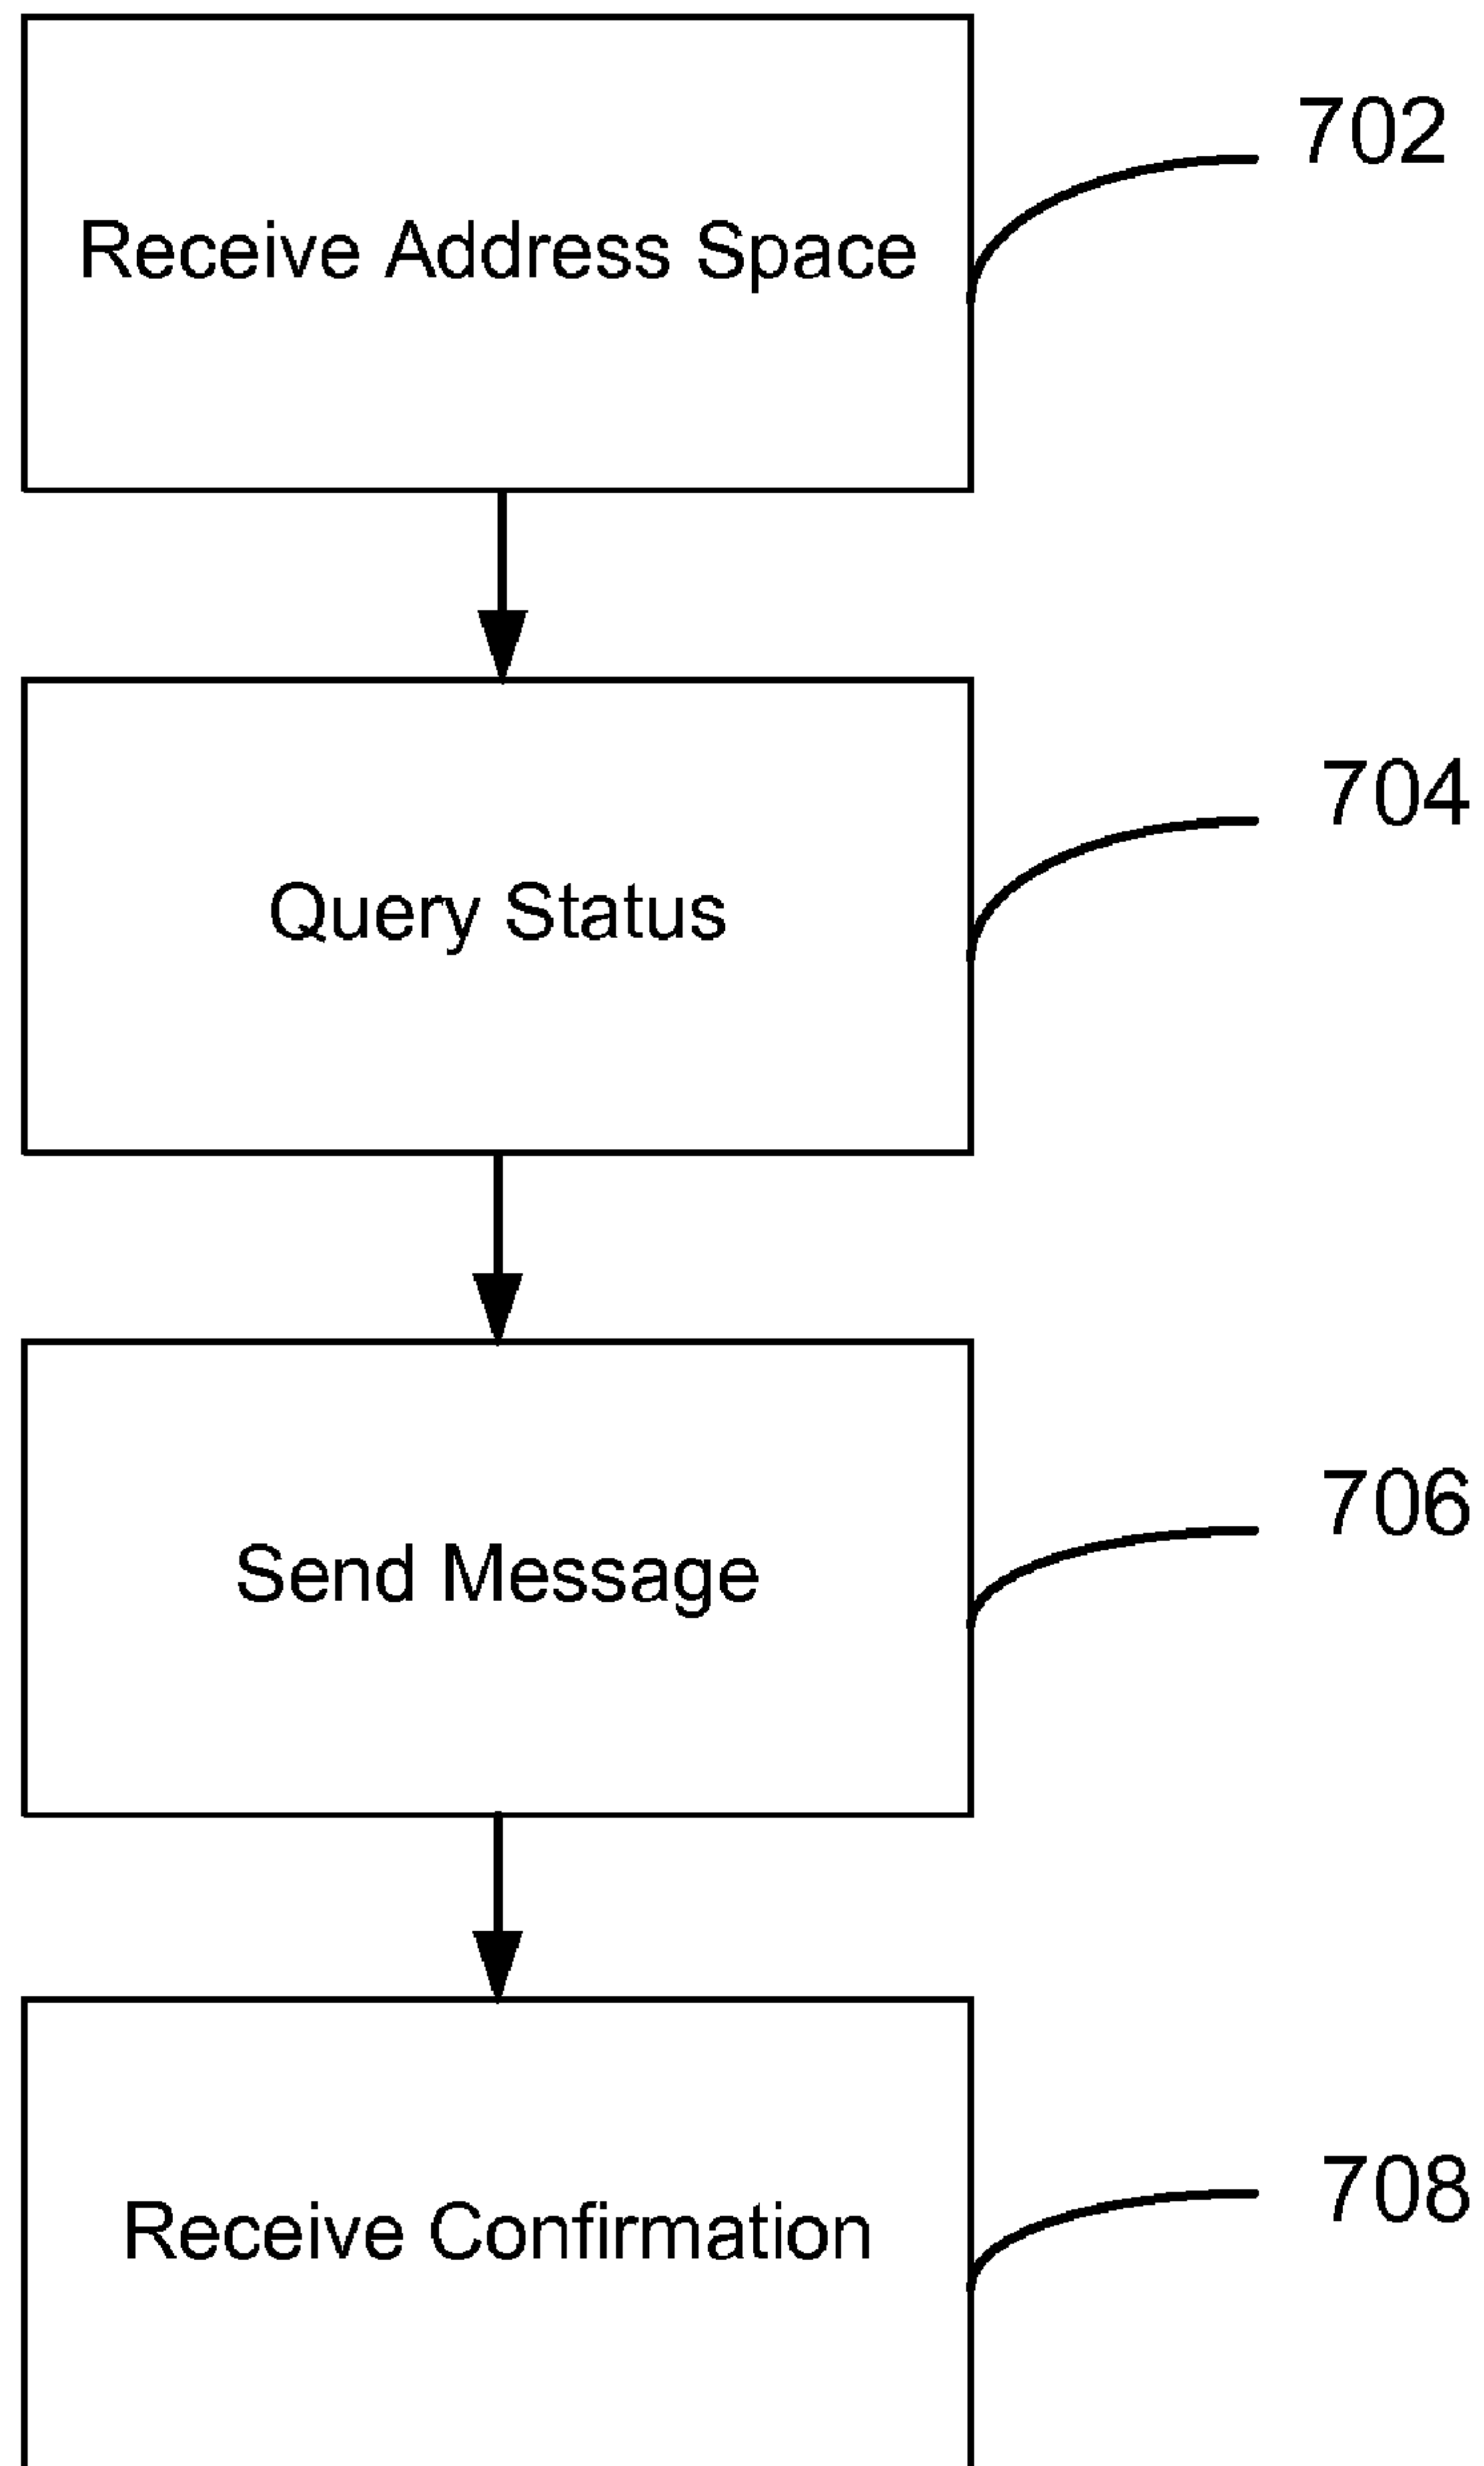 702
Receive Address Space
704
Query Status
706
Send Message
708
Receive Confirmation